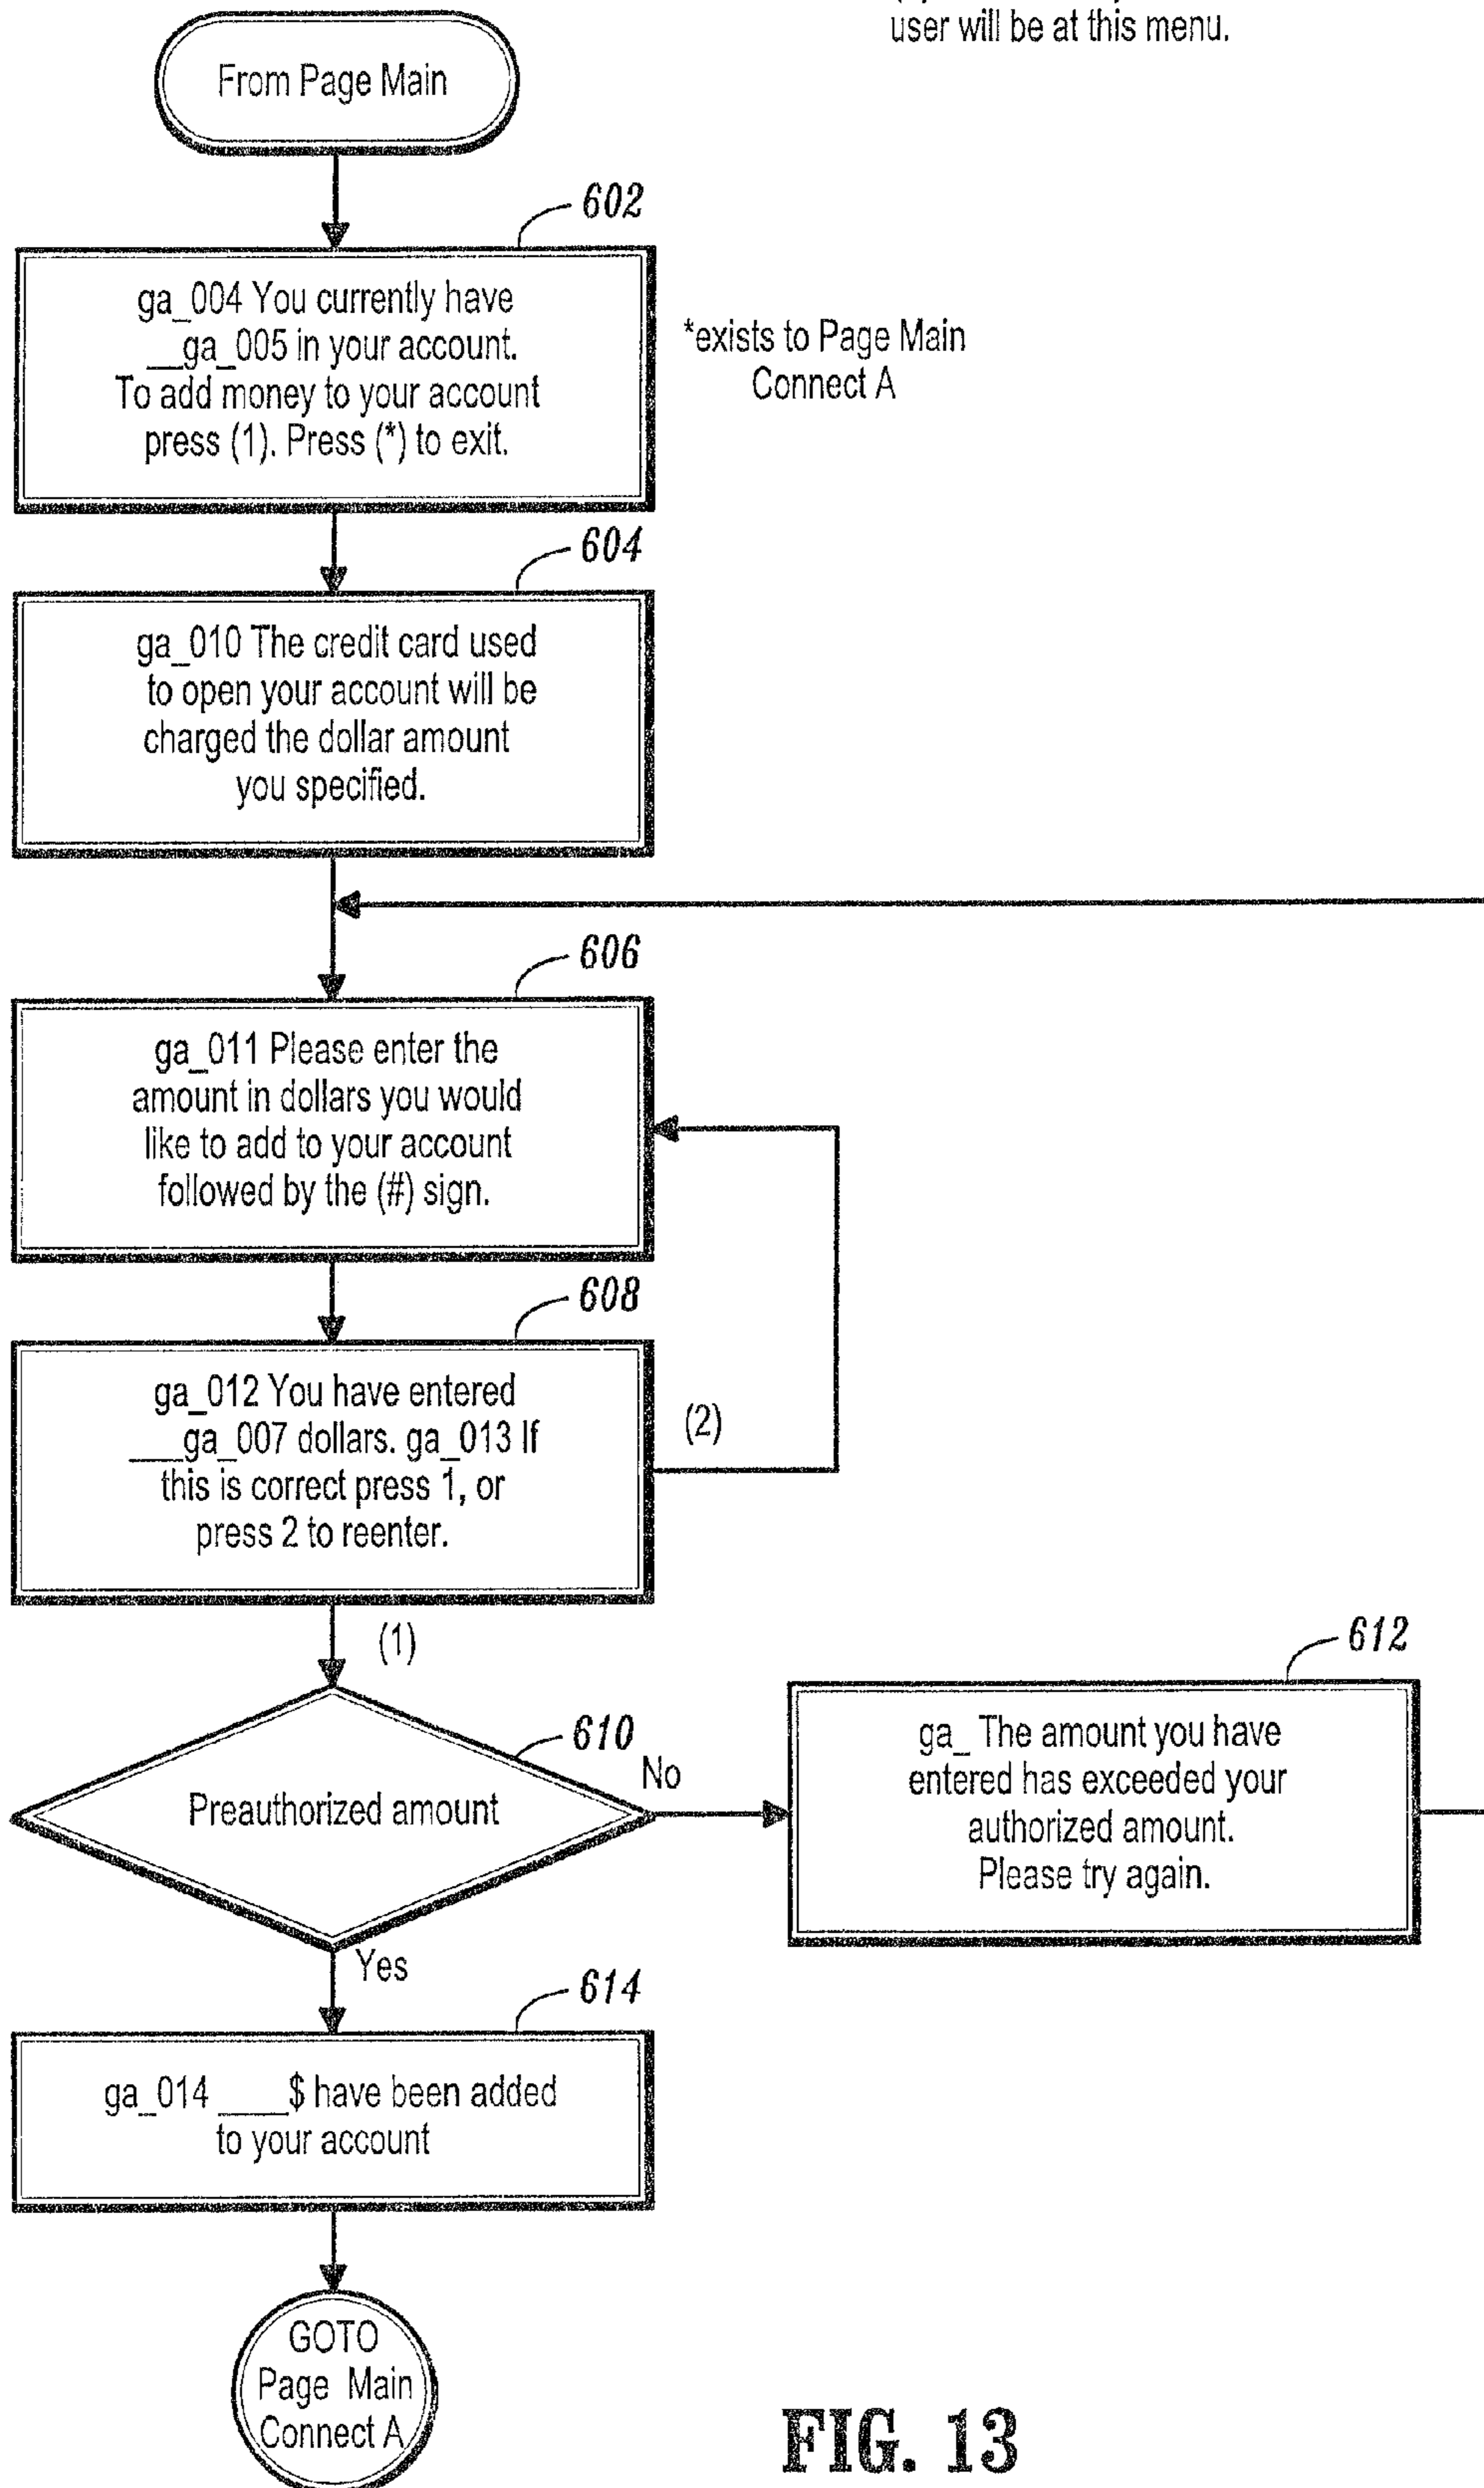 user will be at this menu.
From Page Main
602
ga_004 You currently have
__ga_005 in your account.
To add money to your account
press (1). Press (*) to exit.
*exists to Page Main
Connect A
604
ga_010 The credit card used
to open your account will be
charged the dollar amount
you specified.
606
ga_011 Please enter the
amount in dollars you would
like to add to your account
followed by the (#) sign.
608
ga_012 You have entered
___ga_007 dollars. ga_013 If
this is correct press 1, or
press 2 to reenter.
(2)
(1)
610
Preauthorized amount
No
612
ga_ The amount you have
entered has exceeded your
authorized amount.
Please try again.
Yes
614
ga_014 ____$ have been added
to your account
GOTO
Page Main
Connect A
FIG. 13